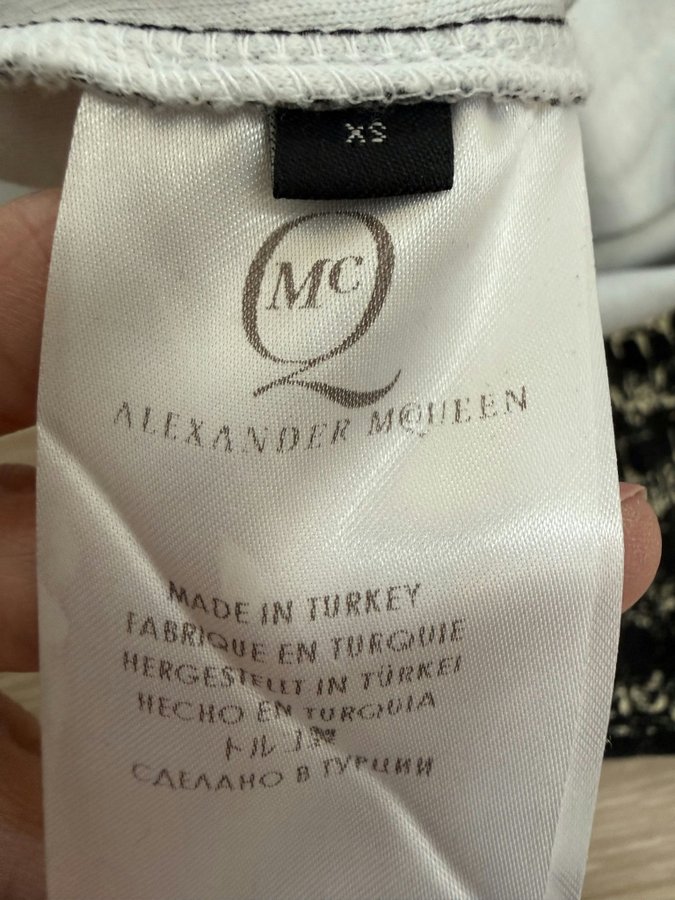 XS
McQ
ALEXANDER MCQUEEN
MADE IN TURKEY
FABRIQUE EN TURQUIE
HERGESTELLT IN TÜRKEI
HECHO EN TURQUIA
トルコ製
СДЕЛАНО В ТУРЦИИ